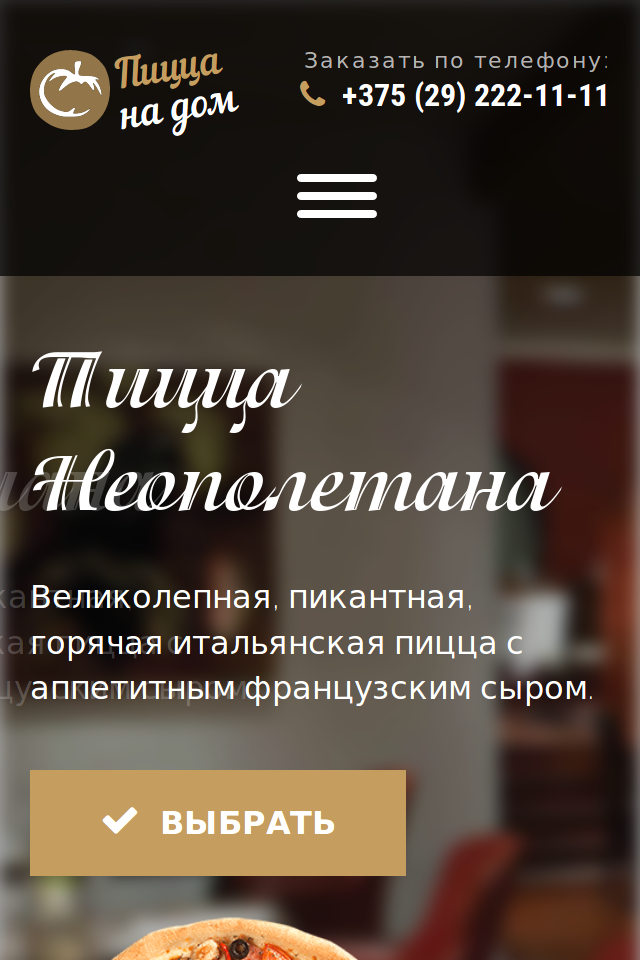 Пицца
на дом
Заказать по телефону:
+375 (29) 222-11-11
Пицца
Неополетана
Великолепная, пикантная,
горячая итальянская пицца с
аппетитным французским сыром.
ВЫБРАТЬ